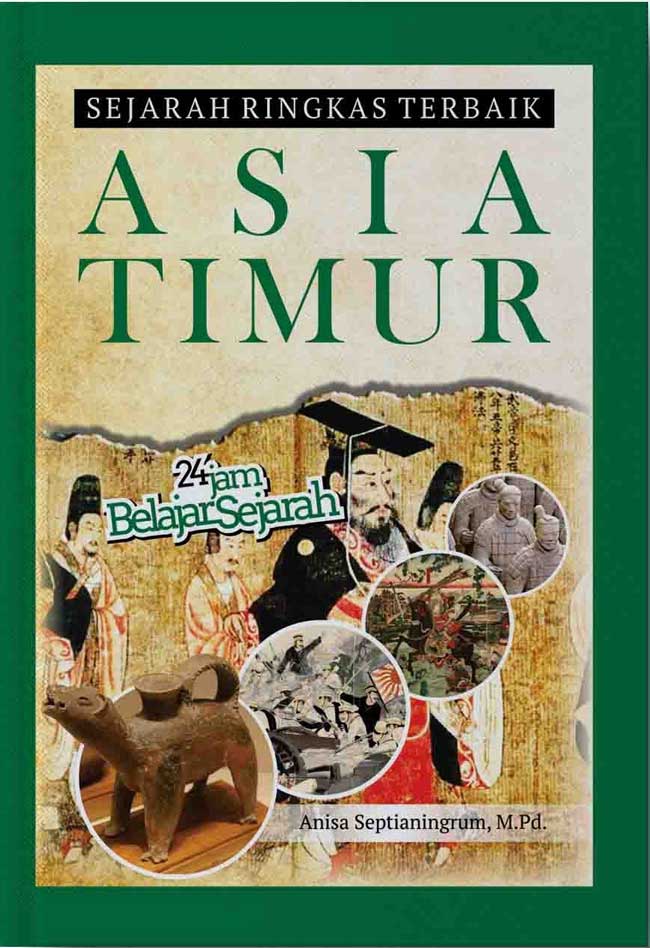 SEJARAH RINGKAS TERBAIK
ASIA
TIMUR
24 jam
Belajar Sejarah
Anisa Septianingrum, M.Pd.